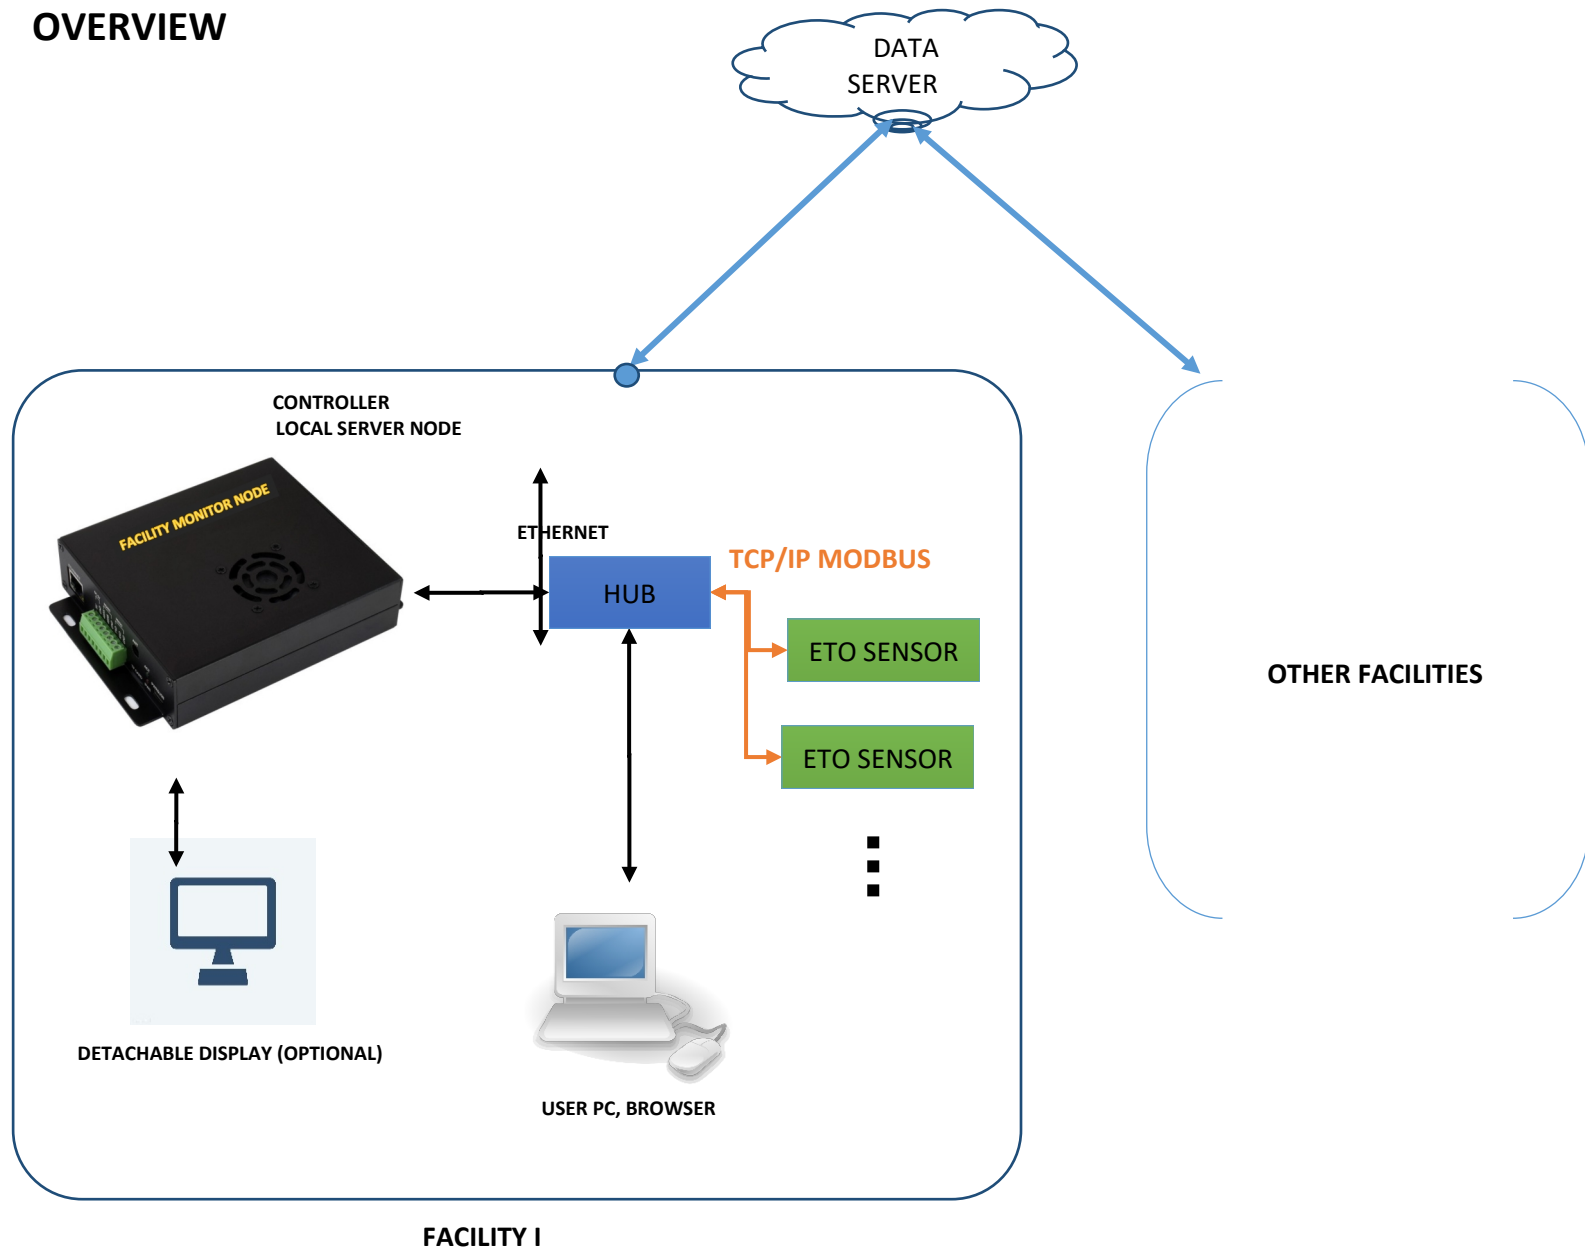 OVERVIEW
DATA
SERVER
CONTROLLER
LOCAL SERVER NODE
FACILITY MONITOR NODE
ETHERNET
TCP/IP MODBUS
HUB
ETO SENSOR
ETO SENSOR
OTHER FACILITIES
DETACHABLE DISPLAY (OPTIONAL)
USER PC, BROWSER
FACILITY I